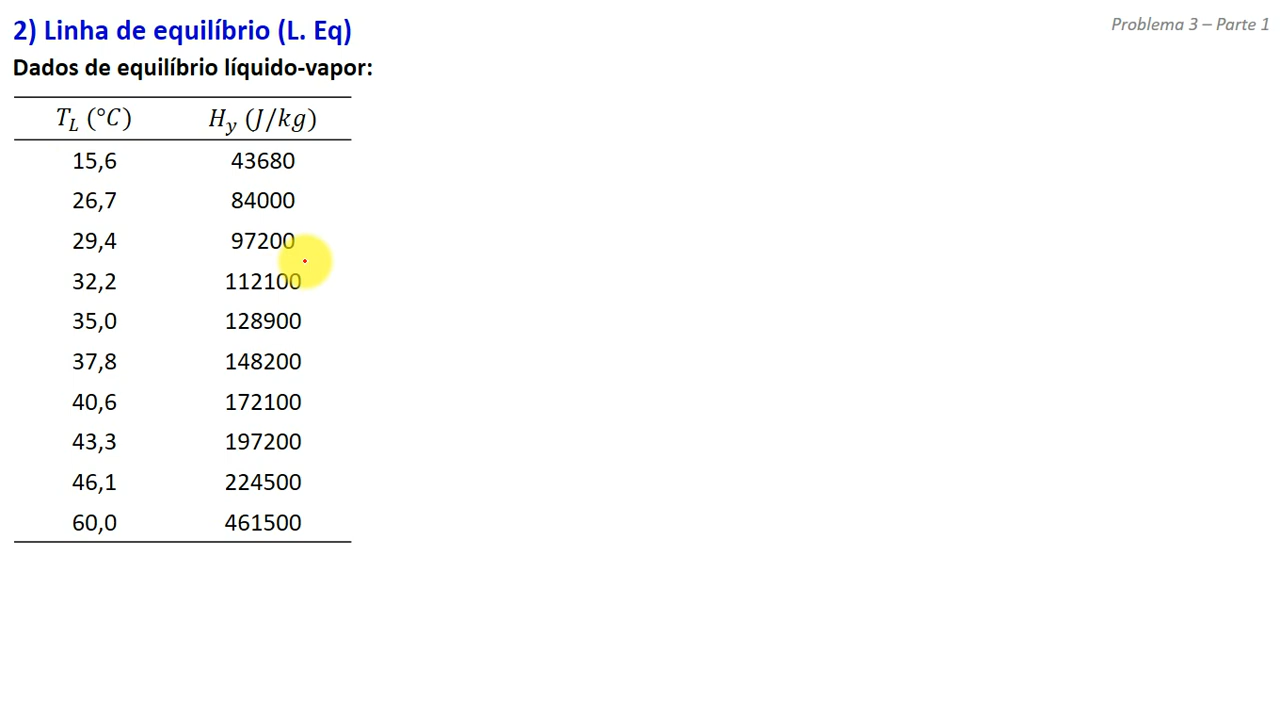 2) Linha de equilíbrio (L. Eq)
Problema 3 – Parte 1
Dados de equilíbrio líquido-vapor:
T_L (°C) H_y (J/kg)
15,6 43680
26,7 84000
29,4 97200
32,2 112100
35,0 128900
37,8 148200
40,6 172100
43,3 197200
46,1 224500
60,0 461500